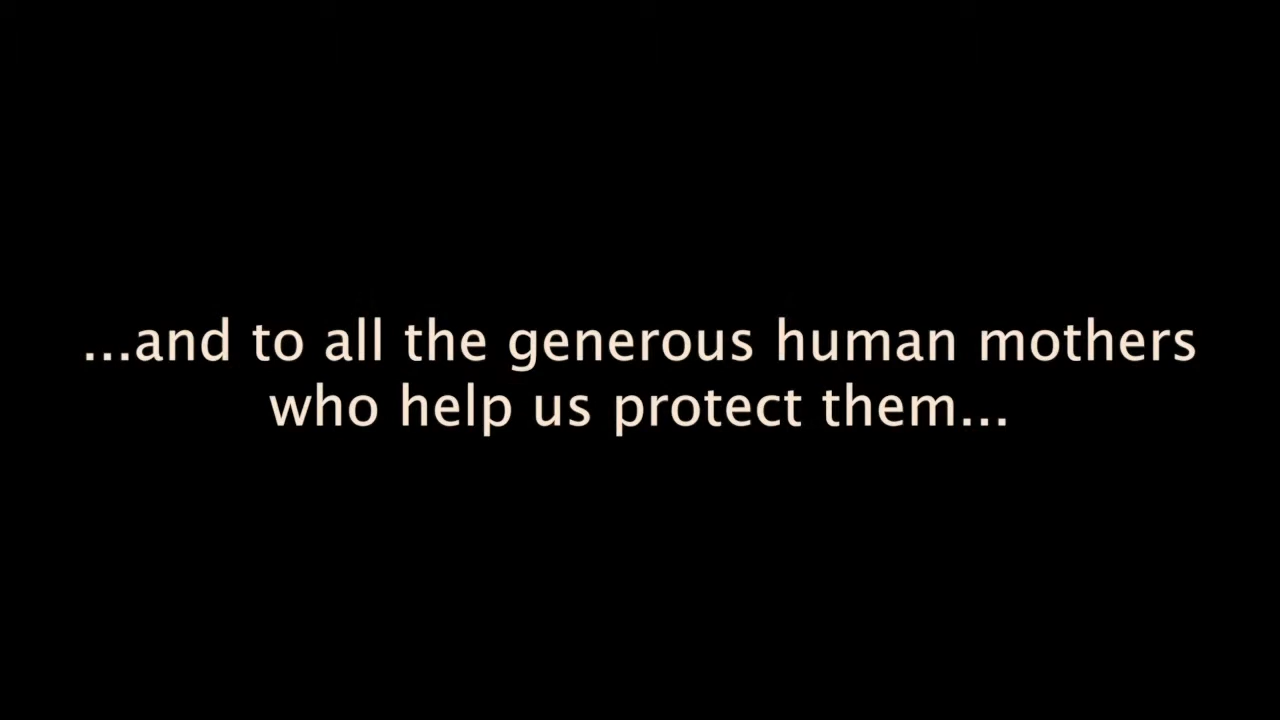 ...and to all the generous human mothers
who help us protect them...